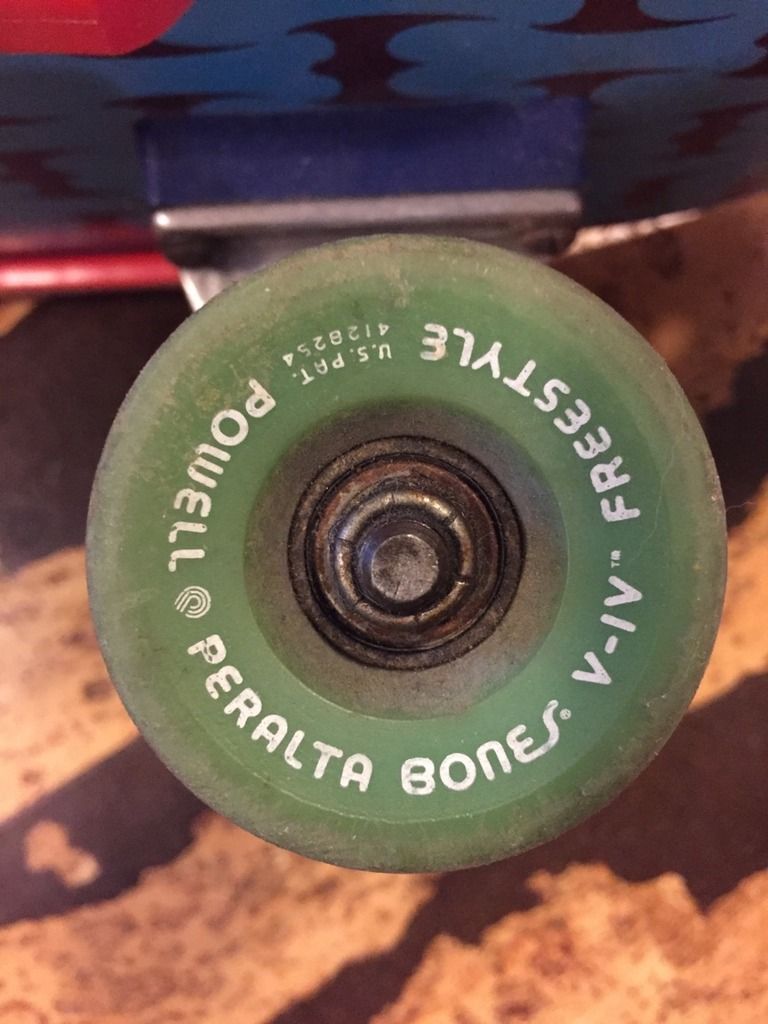 POWELL PERALTA BONES® V-IV™ FREESTYLE
U.S. PAT.
4128254